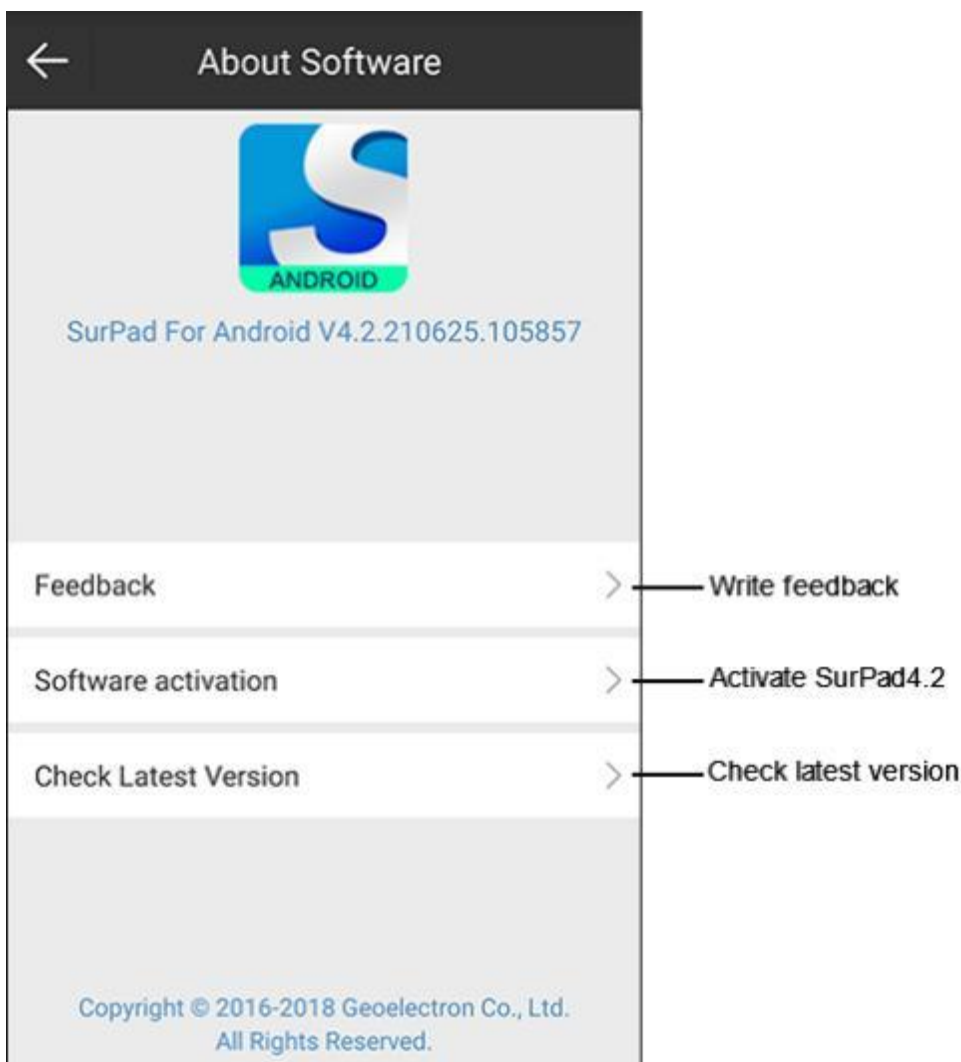 About Software
S
ANDROID
SurPad For Android V4.2.210625.105857
Feedback
Write feedback
Software activation
Activate SurPad4.2
Check Latest Version
Check latest version
Copyright © 2016-2018 Geoelectron Co., Ltd.
All Rights Reserved.